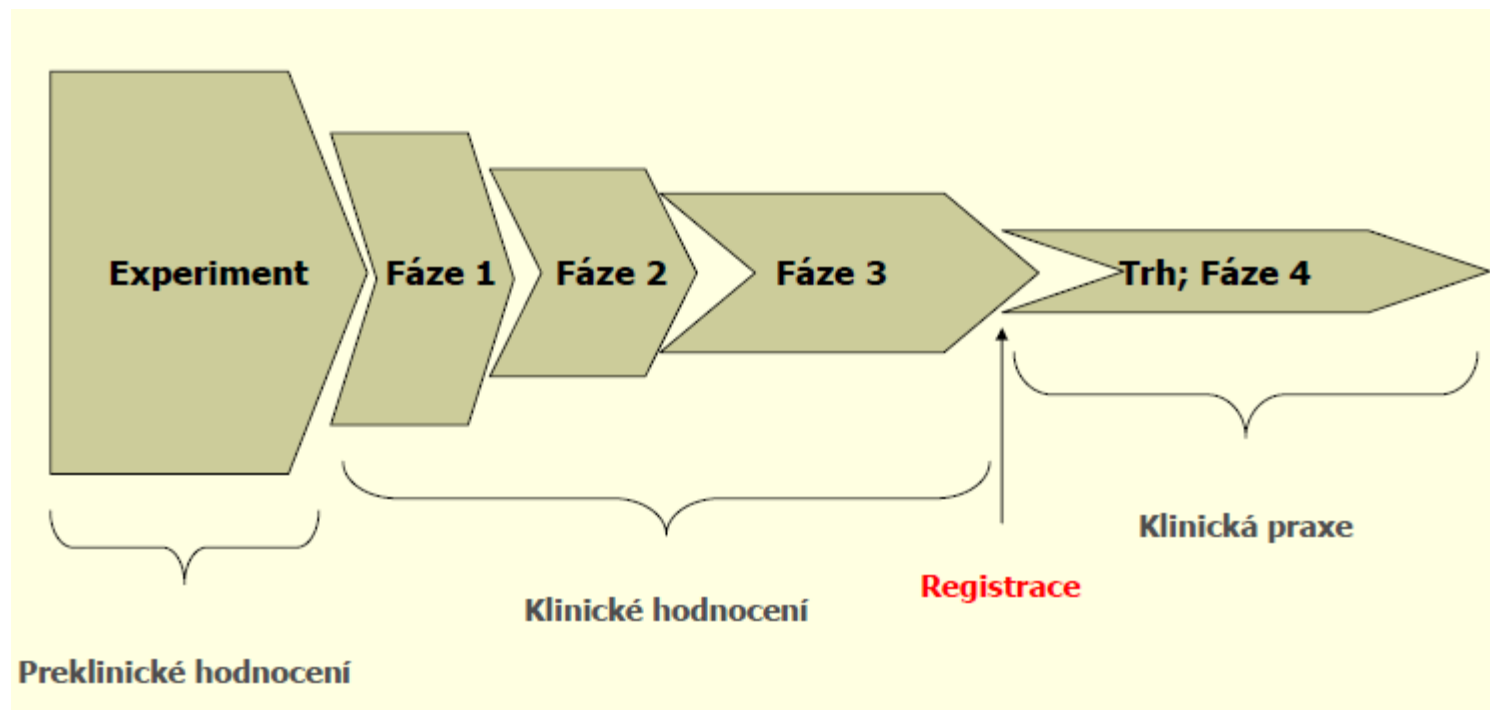 Experiment
Fáze 1
Fáze 2
Fáze 3
Trh; Fáze 4
Klinická praxe
Registrace
Klinické hodnocení
Preklinické hodnocení